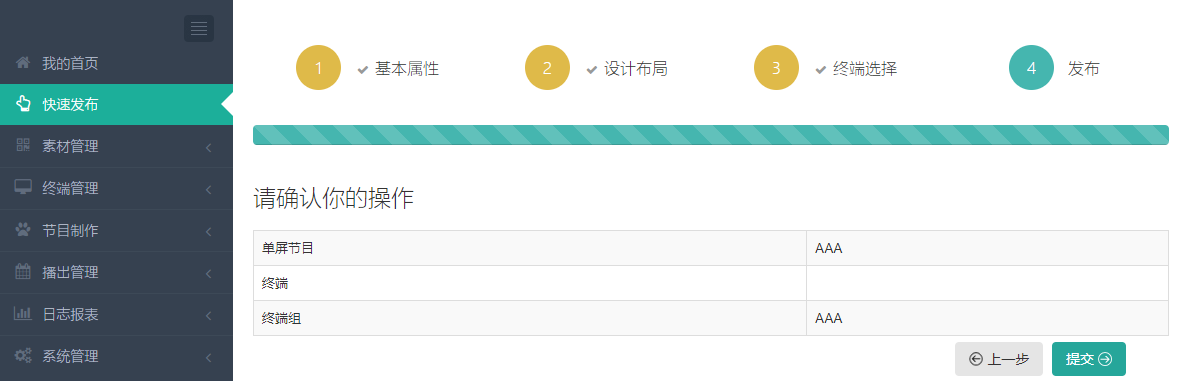 我的首页
快速发布
素材管理
终端管理
节目制作
播出管理
日志报表
系统管理
1 基本属性 2 设计布局 3 终端选择 4 发布
请确认你的操作
单屏节目 AAA
终端
终端组 AAA
上一步 提交